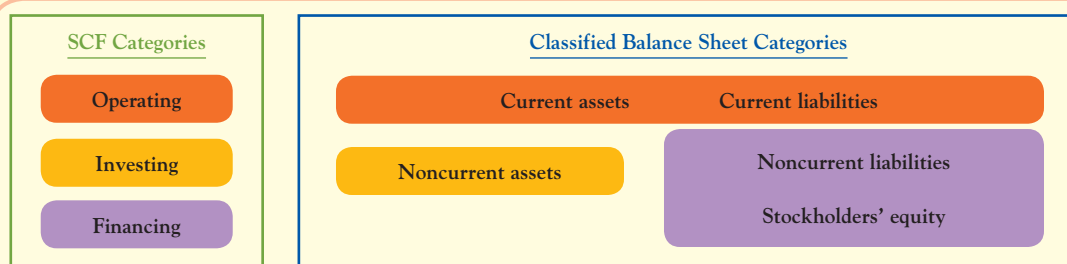 SCF Categories
Operating
Investing
Financing
Classified Balance Sheet Categories
Current assets Current liabilities
Noncurrent assets
Noncurrent liabilities
Stockholders’ equity